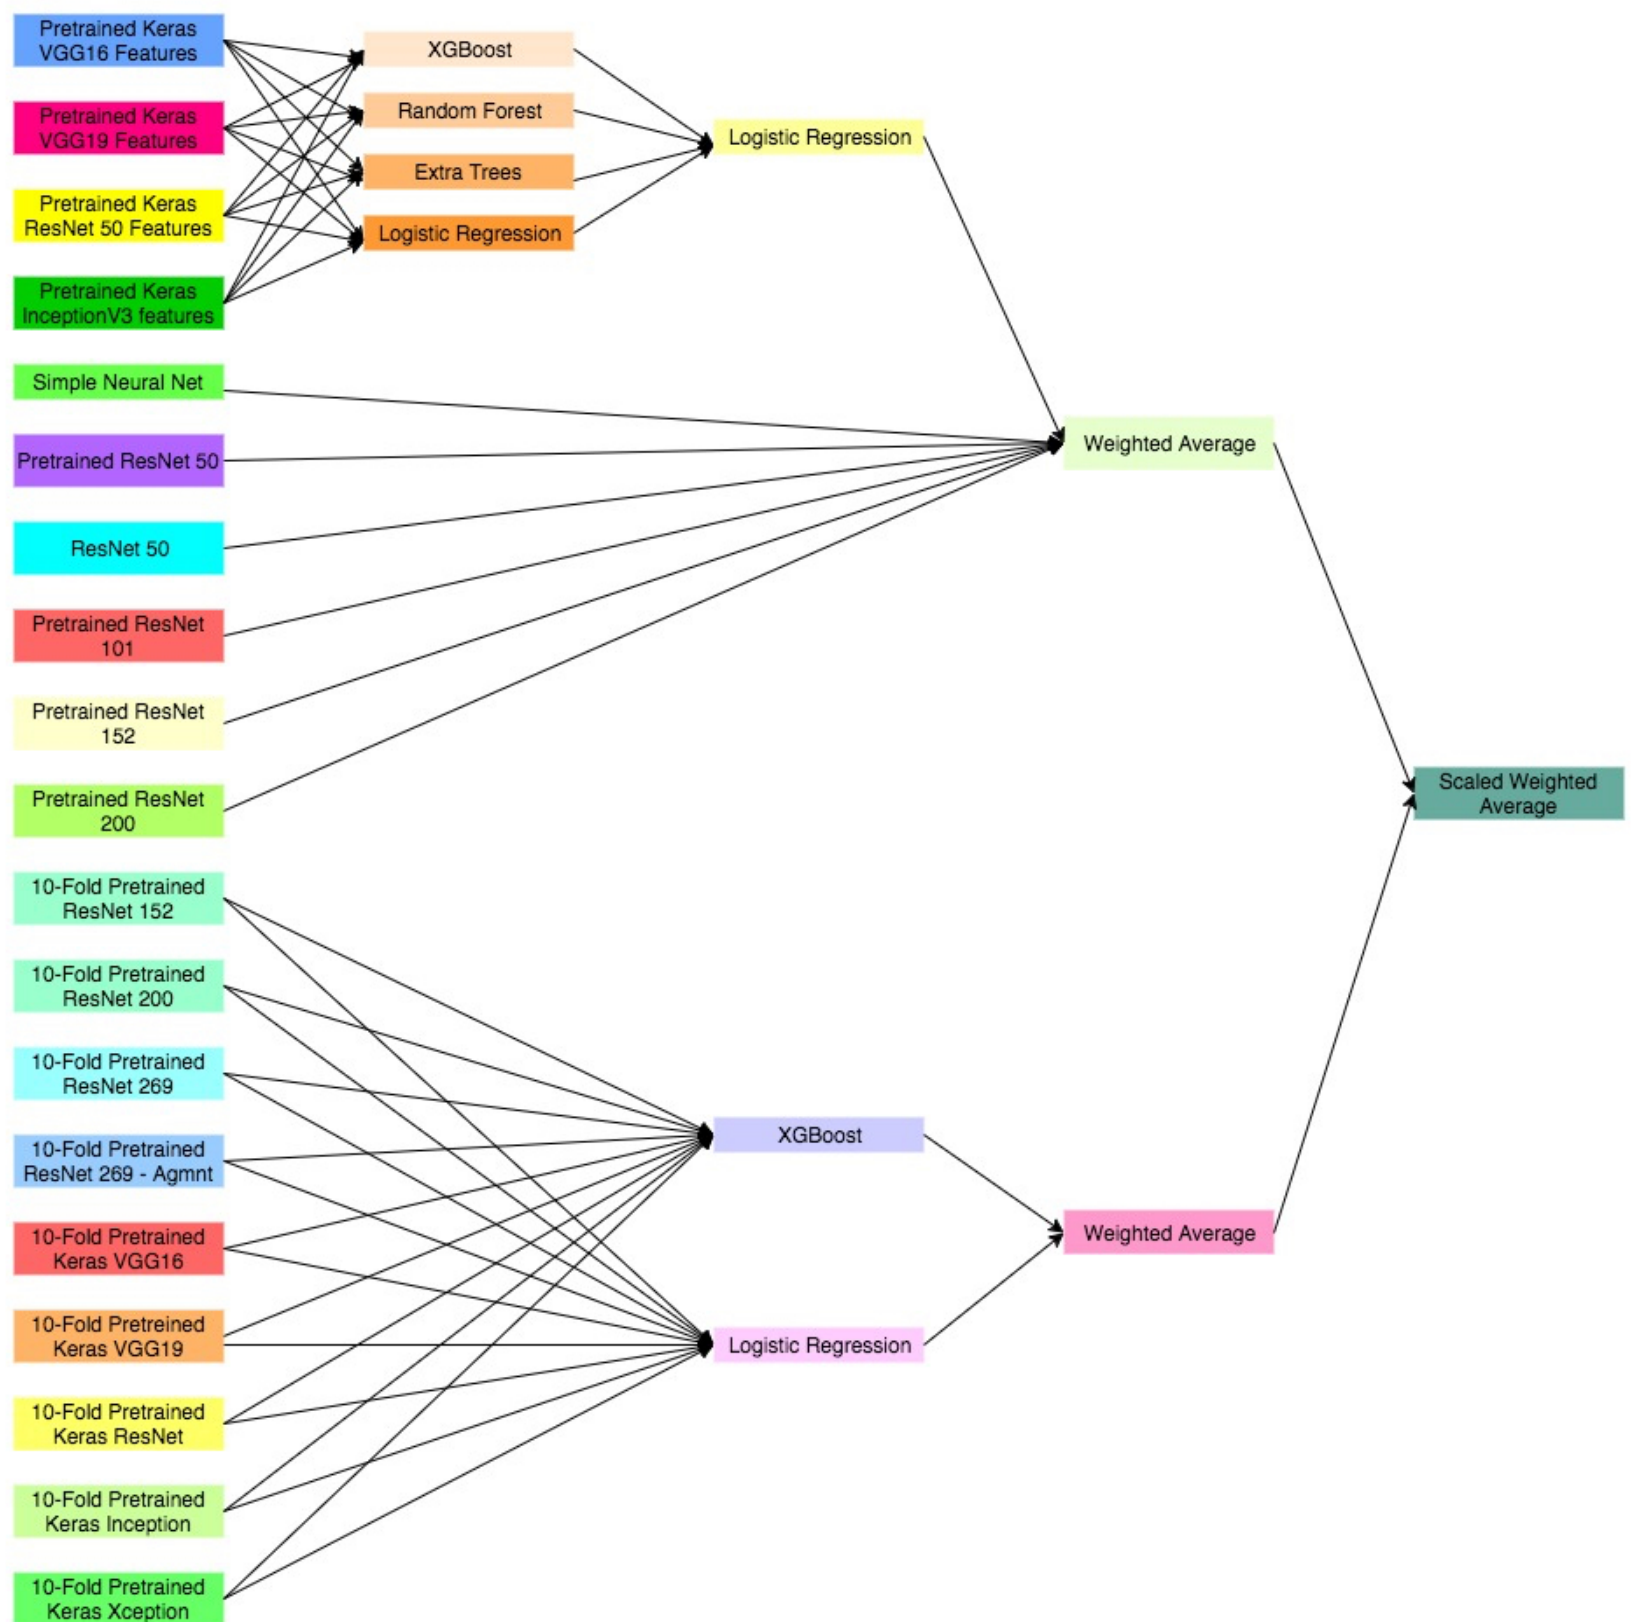 Pretrained Keras
VGG16 Features
Pretrained Keras
VGG19 Features
Pretrained Keras
ResNet 50 Features
Pretrained Keras
InceptionV3 features
Simple Neural Net
Pretrained ResNet 50
ResNet 50
Pretrained ResNet
101
Pretrained ResNet
152
Pretrained ResNet
200
10-Fold Pretrained
ResNet 152
10-Fold Pretrained
ResNet 200
10-Fold Pretrained
ResNet 269
10-Fold Pretrained
ResNet 269 - Agmnt
10-Fold Pretrained
Keras VGG16
10-Fold Pretreined
Keras VGG19
10-Fold Pretrained
Keras ResNet
10-Fold Pretrained
Keras Inception
10-Fold Pretrained
Keras Xception
XGBoost
Random Forest
Extra Trees
Logistic Regression
Logistic Regression
XGBoost
Logistic Regression
Weighted Average
Weighted Average
Scaled Weighted
Average